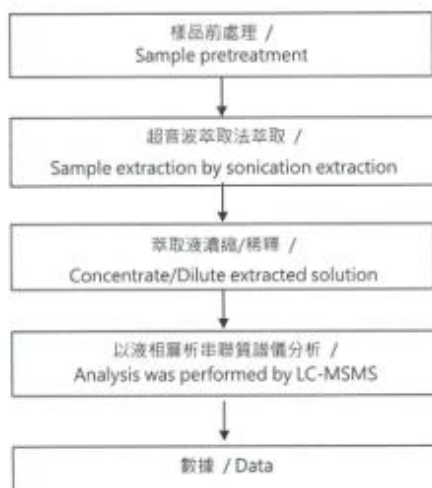 樣品前處理 /
Sample pretreatment
超音波萃取法萃取 /
Sample extraction by sonication extraction
萃取液濃縮/稀釋 /
Concentrate/Dilute extracted solution
以液相層析串聯質譜儀分析 /
Analysis was performed by LC-MSMS
數據 / Data